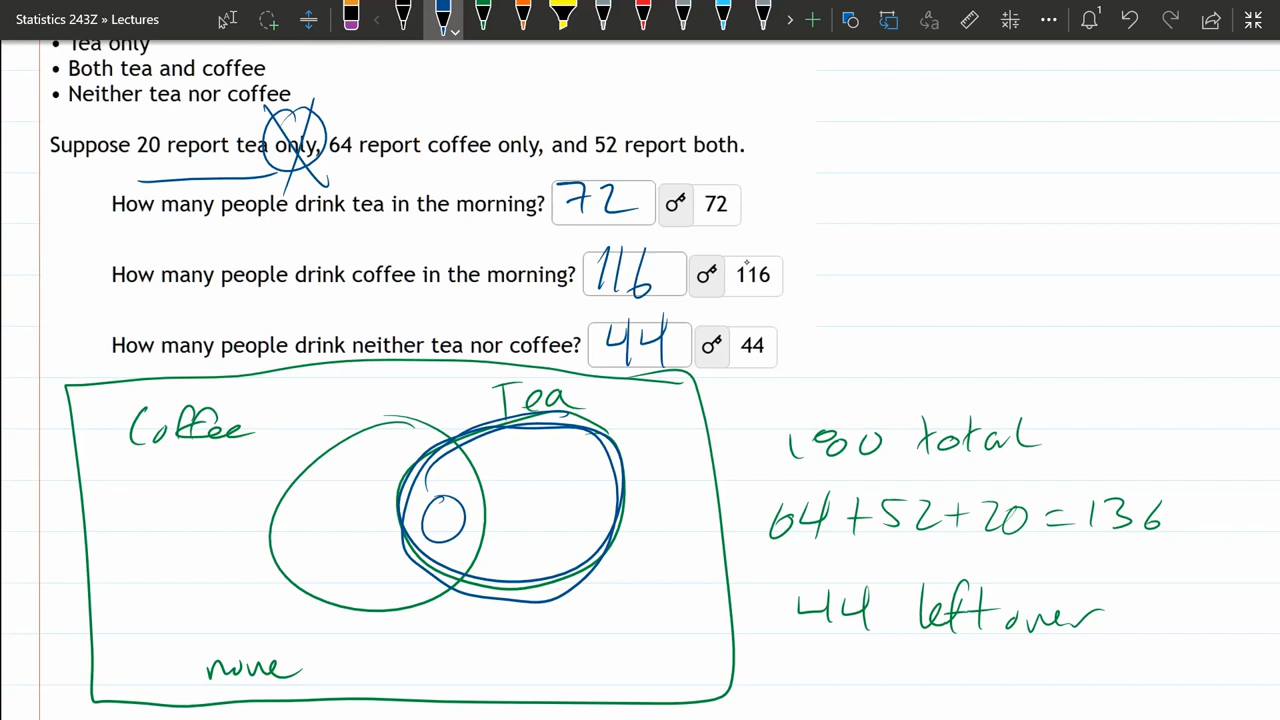 Statistics 243Z » Lectures
• Tea only
• Both tea and coffee
• Neither tea nor coffee
Suppose 20 report tea only, 64 report coffee only, and 52 report both.
How many people drink tea in the morning? 72 72
How many people drink coffee in the morning? 116 116
How many people drink neither tea nor coffee? 44 44
Tea
Coffee
180 total
64+52+20=136
44 leftover
none